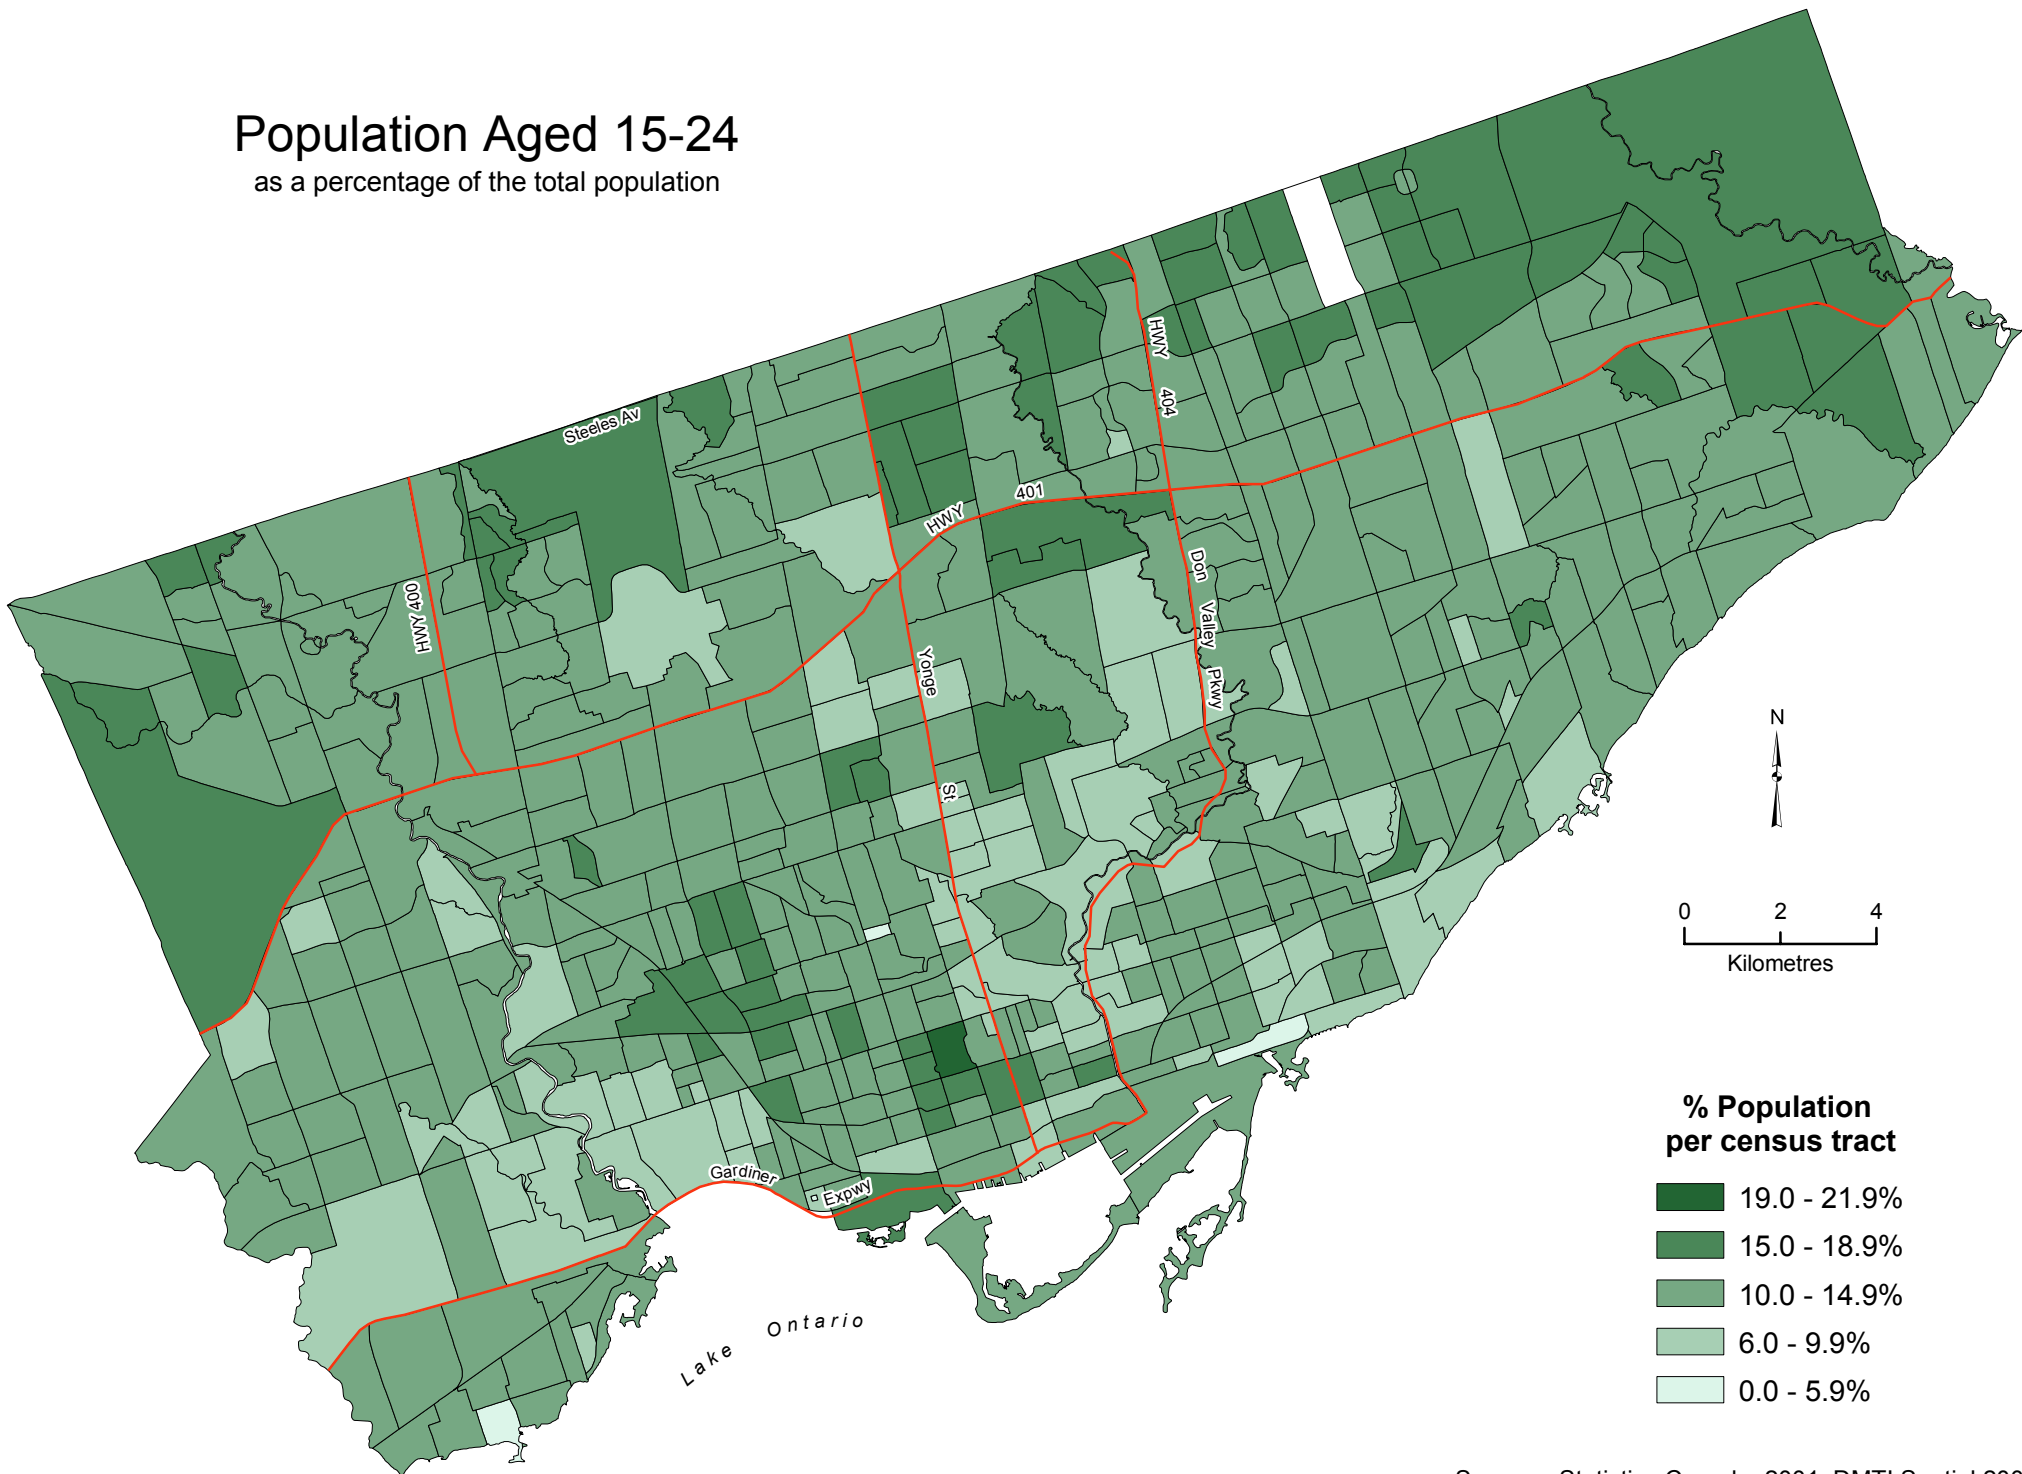 Population Aged 15-24
as a percentage of the total population
Steeles Av
HWY 400
HWY
404
HWY
401
Don
Valley
Pkwy
Yonge
St
Gardiner
Expwy
Lake Ontario
N
0 2 4
Kilometres
% Population
per census tract
19.0 - 21.9%
15.0 - 18.9%
10.0 - 14.9%
6.0 - 9.9%
0.0 - 5.9%